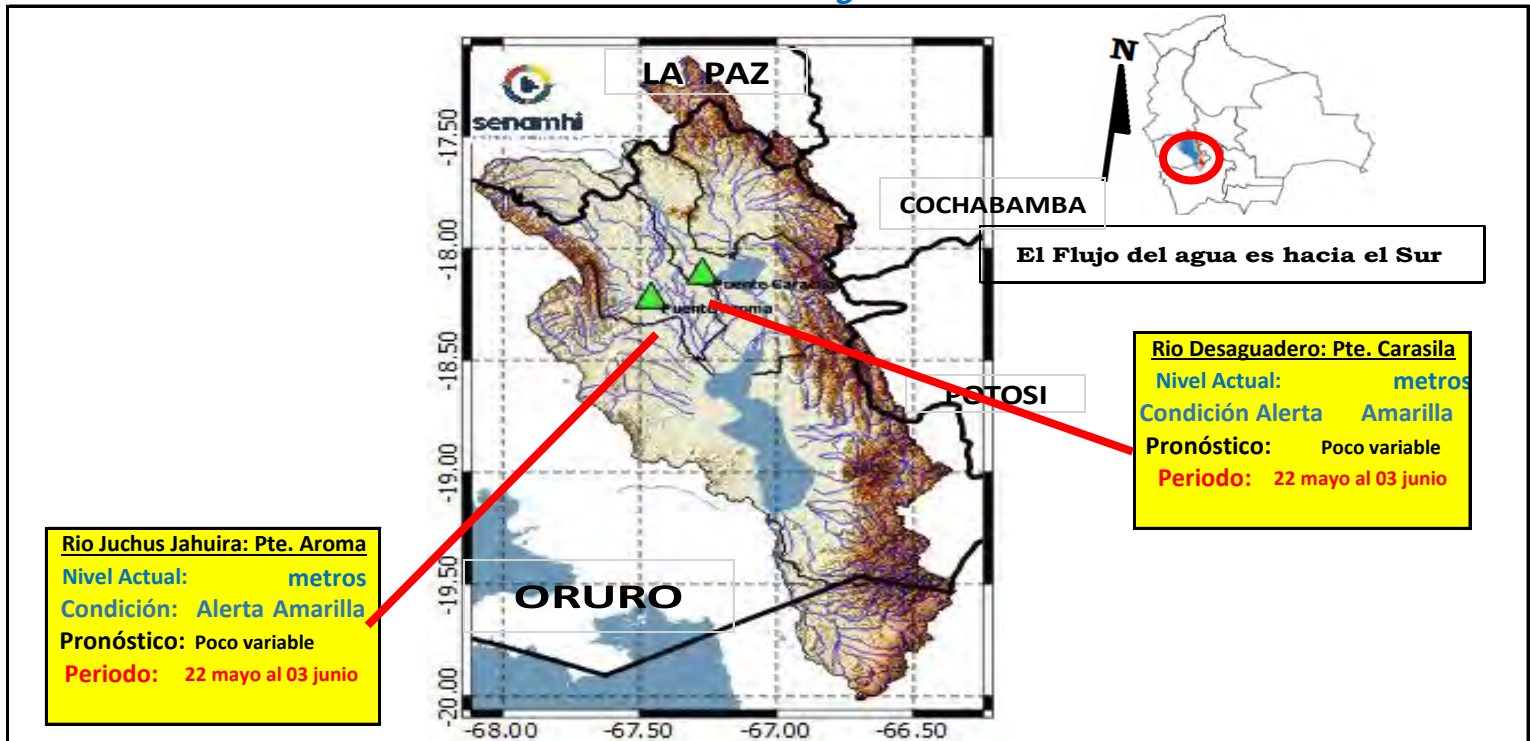 LA PAZ
senamhi
N
COCHABAMBA
El Flujo del agua es hacia el Sur
POTOSI
ORURO
Rio Desaguadero: Pte. Carasila
Nivel Actual: metros
Condición Alerta Amarilla
Pronóstico: Poco variable
Periodo: 22 mayo al 03 junio
Rio Juchus Jahuira: Pte. Aroma
Nivel Actual: metros
Condición: Alerta Amarilla
Pronóstico: Poco variable
Periodo: 22 mayo al 03 junio
Puente
Puente
-17.50
-18.00
-18.50
-19.00
-19.50
-20.00
-68.00 -67.50 -67.00 -66.50